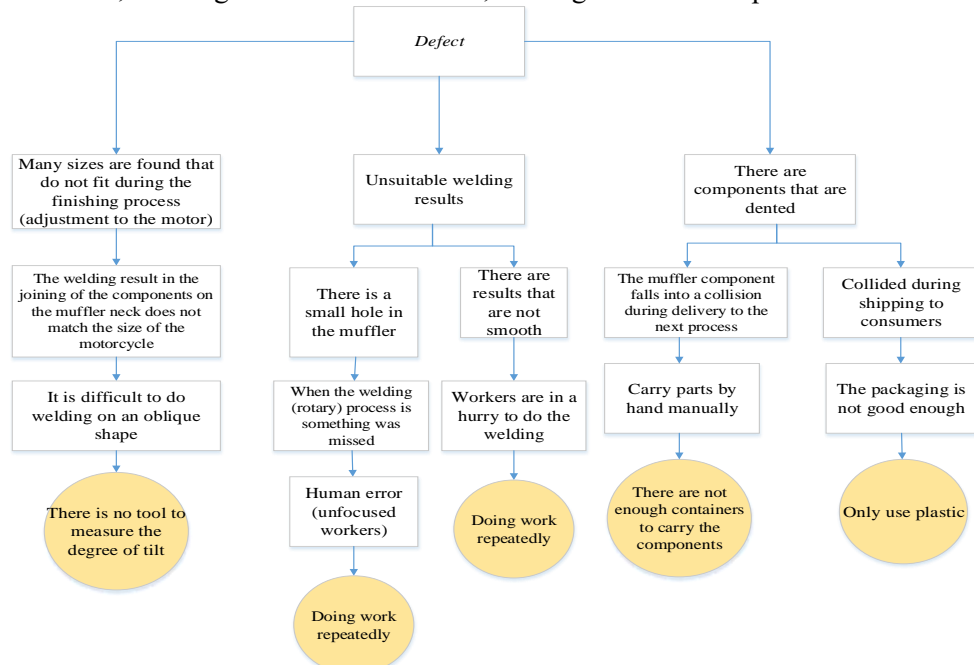 Defect
Many sizes are found that
do not fit during the
finishing process
(adjustment to the motor)
Unsuitable welding
results
There are
components that are
dented
The welding result in the
joining of the components on
the muffler neck does not
match the size of the
motorcycle
There is a
small hole in
the muffler
There are
results that
are not
smooth
The muffler component
falls into a collision
during delivery to the
next process
Collided during
shipping to
consumers
It is difficult to do
welding on an oblique
shape
When the welding
(rotary) process is
something was
missed
Workers are in a
hurry to do the
welding
Carry parts by
hand manually
The packaging is
not good enough
There is no tool to
measure the
degree of tilt
Human error
(unfocused
workers)
Doing work
repeatedly
There are not
enough containers
to carry the
components
Only use plastic
Doing work
repeatedly